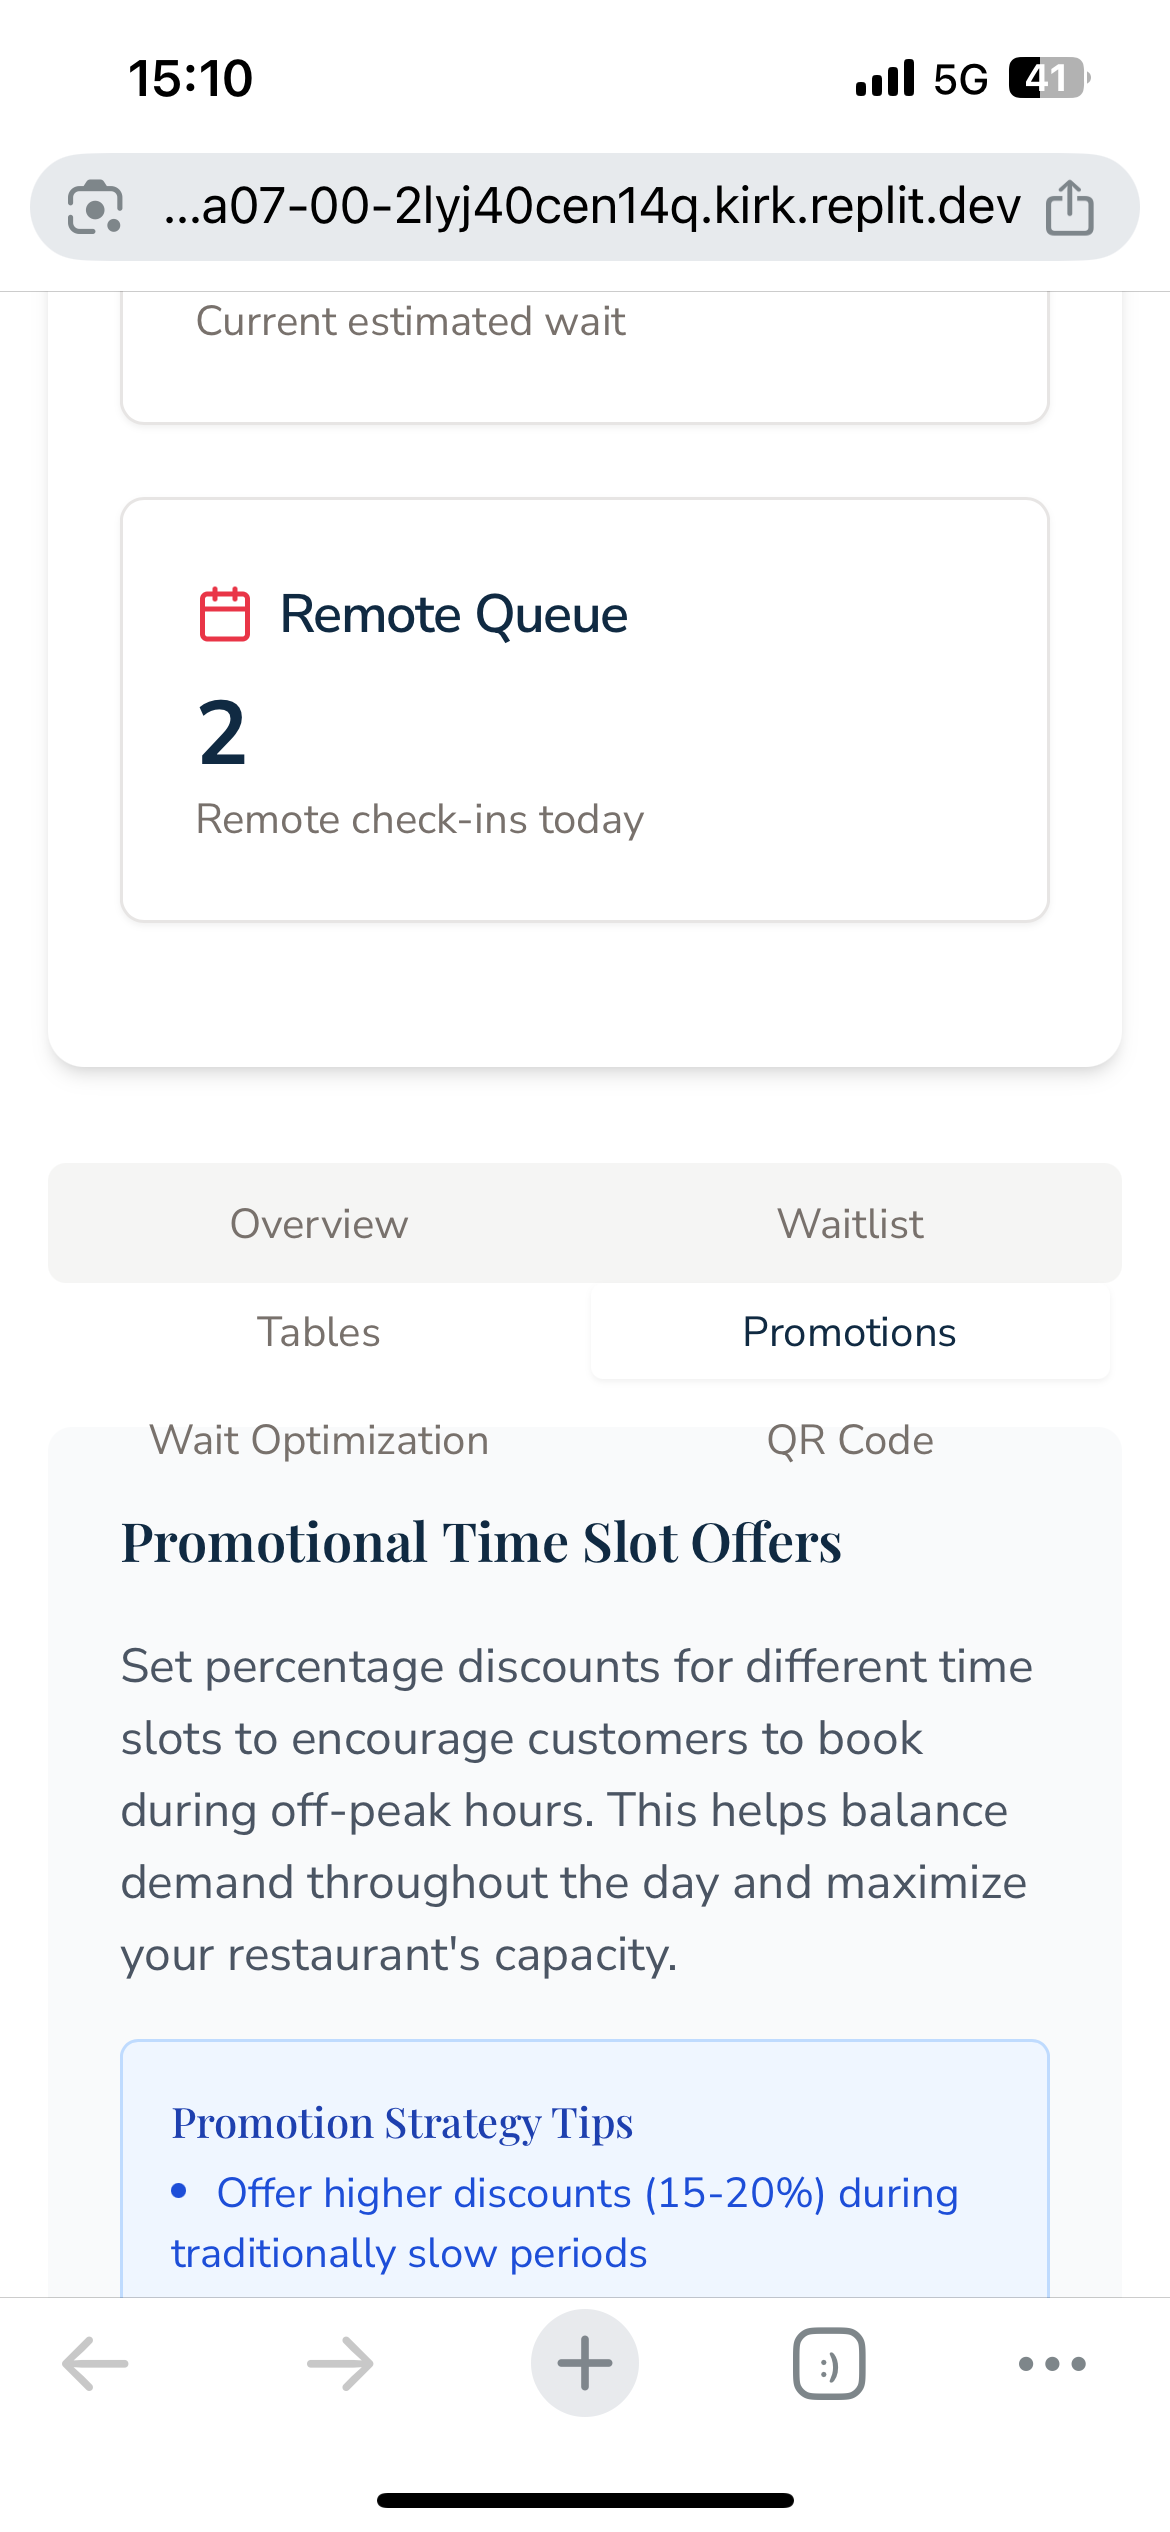 15:10
5G
41
...a07-00-2lyj40cen14q.kirk.replit.dev
Current estimated wait
Remote Queue
2
Remote check-ins today
Overview
Waitlist
Tables
Promotions
Wait Optimization
QR Code
Promotional Time Slot Offers
Set percentage discounts for different time
slots to encourage customers to book
during off-peak hours. This helps balance
demand throughout the day and maximize
your restaurant's capacity.
Promotion Strategy Tips
• Offer higher discounts (15-20%) during
traditionally slow periods
:)